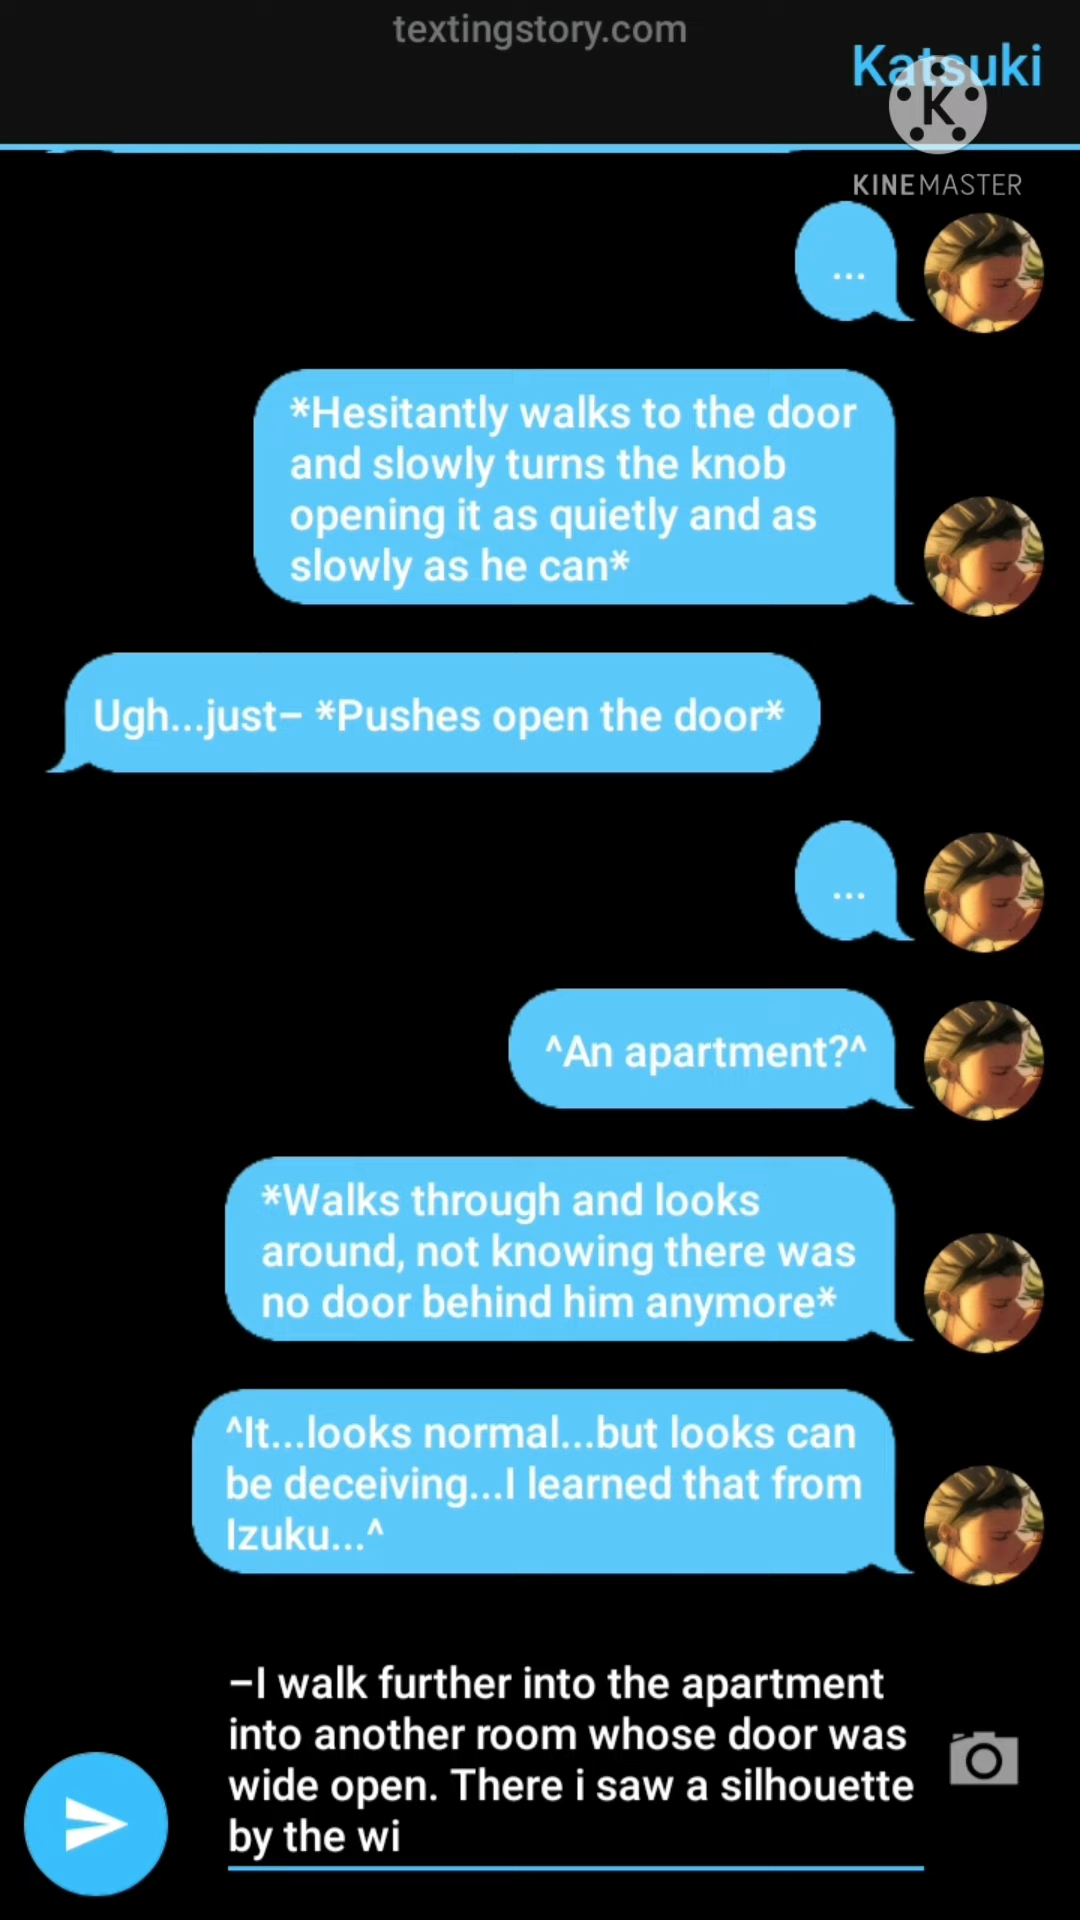 textingstory.com
Katsuki
K
KINEMASTER
...
*Hesitantly walks to the door
and slowly turns the knob
opening it as quietly and as
slowly as he can*
Ugh...just– *Pushes open the door*
...
^An apartment?^
*Walks through and looks
around, not knowing there was
no door behind him anymore*
^It...looks normal...but looks can
be deceiving...I learned that from
Izuku...^
–I walk further into the apartment
into another room whose door was
wide open. There i saw a silhouette
by the wi